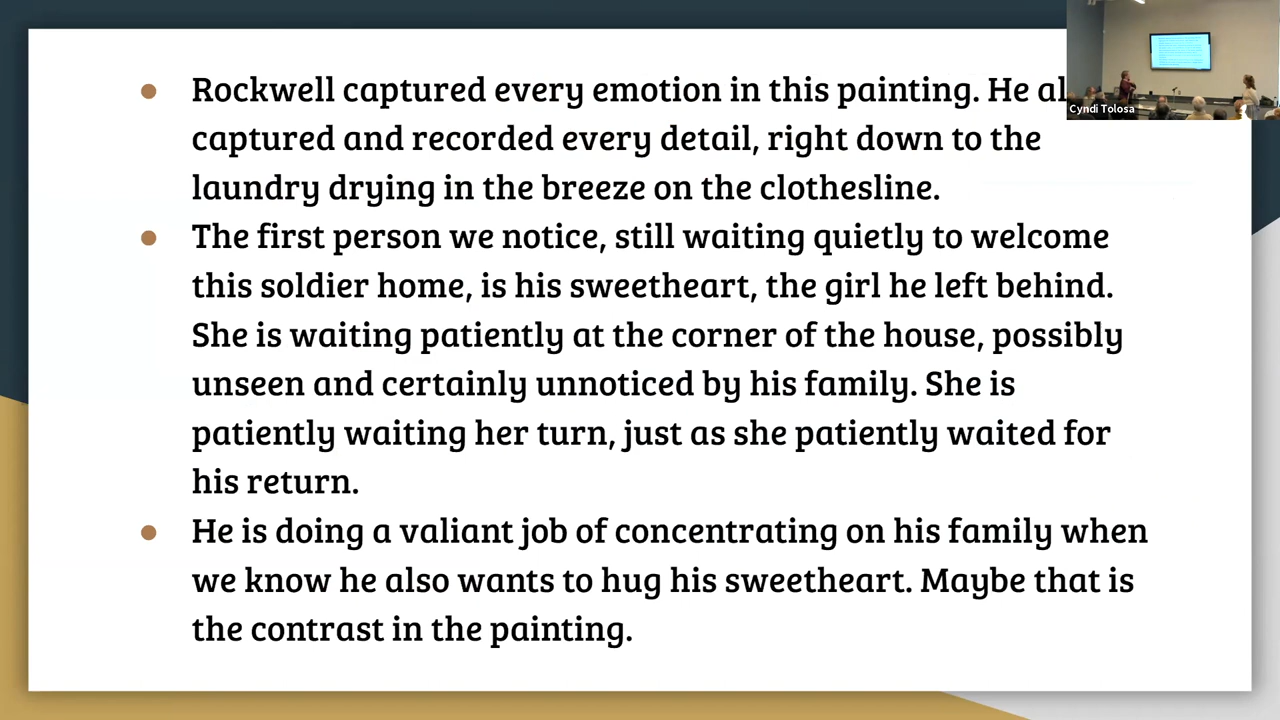 Rockwell captured every emotion in this painting. He
captured and recorded every detail, right down to the
laundry drying in the breeze on the clothesline.
The first person we notice, still waiting quietly to welcome
this soldier home, is his sweetheart, the girl he left behind.
She is waiting patiently at the corner of the house, possibly
unseen and certainly unnoticed by his family. She is
patiently waiting her turn, just as she patiently waited for
his return.
He is doing a valiant job of concentrating on his family when
we know he also wants to hug his sweetheart. Maybe that is
the contrast in the painting.
Cyndi Tolosa